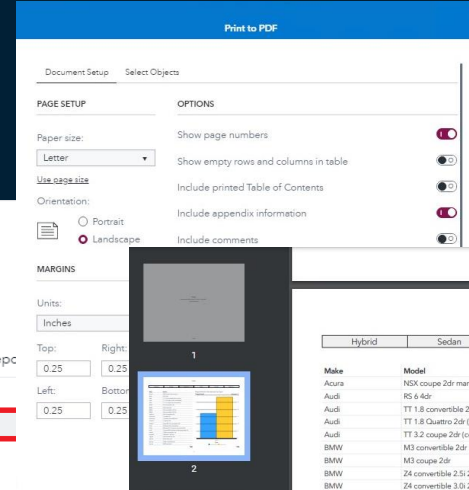 Print to PDF
Document Setup Select Objects
PAGE SETUP OPTIONS
Paper size: Show page numbers
Letter Show empty rows and columns in table
Use page size Include printed Table of Contents
Orientation: Include appendix information
Portrait
Landscape Include comments
MARGINS
Units:
Inches
Top: Right:
0.25 0.25
Left: Bottom
0.25 0.25
1
2
Hybrid Sedan
Make Model
Acura NSX coupe 2dr
Audi RS 6 4dr
Audi TT 1.8 convertible
Audi TT 1.8 Quattro 2dr
Audi TT 3.2 coupe 2dr
BMW M3 convertible 2dr
BMW M3 coupe 2dr
BMW Z4 convertible 2.5i
BMW Z4 convertible 3.0i